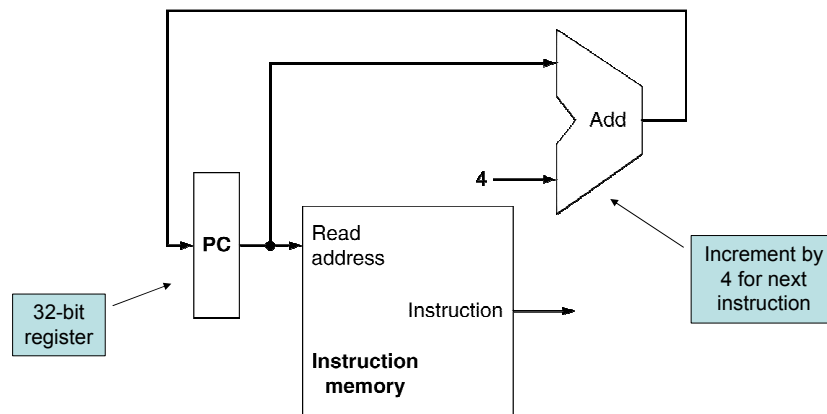 Add
4
PC
Read
address
Increment by
4 for next
instruction
32-bit
register
Instruction
Instruction
memory